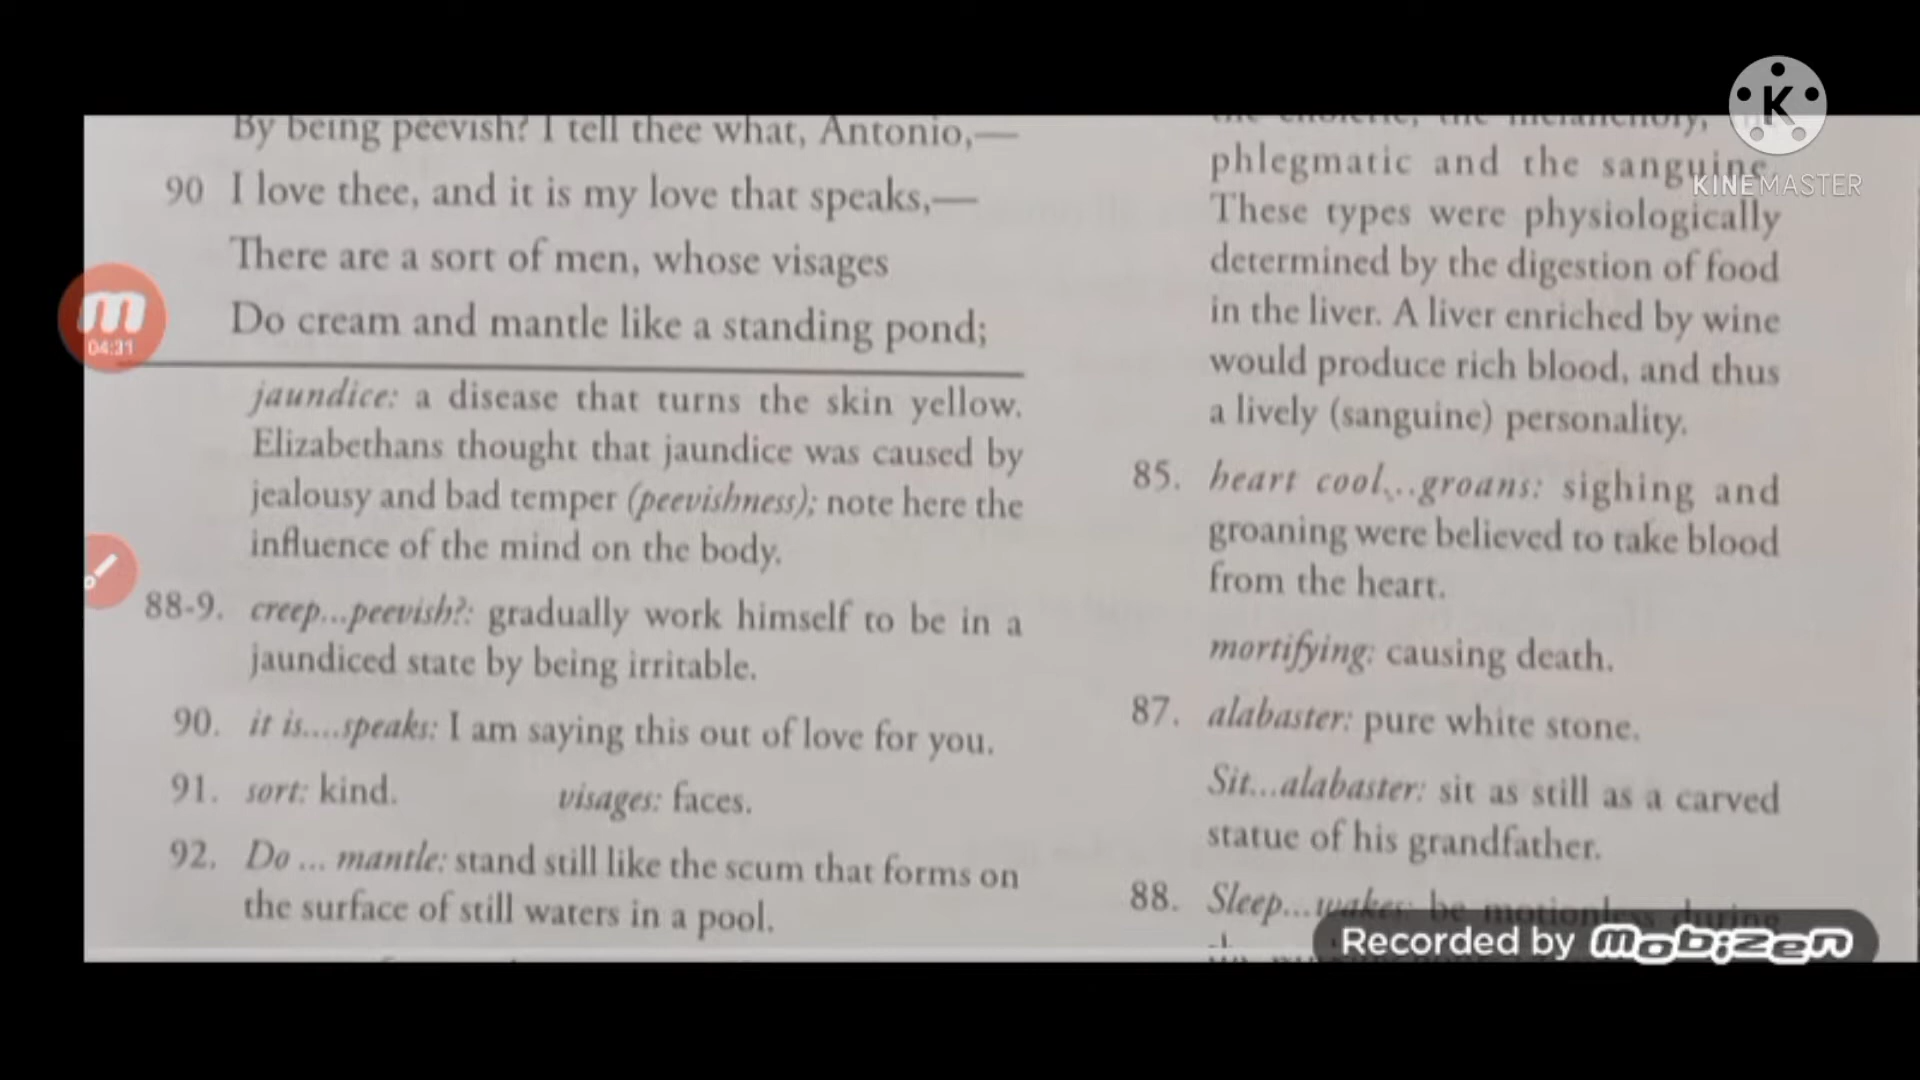 By being peevish? I tell thee what, Antonio,—
90 I love thee, and it is my love that speaks,—
There are a sort of men, whose visages
Do cream and mantle like a standing pond;
jaundice: a disease that turns the skin yellow.
Elizabethans thought that jaundice was caused by
jealousy and bad temper (peevishness); note here the
influence of the mind on the body.
88-9. creep...peevish?: gradually work himself to be in a
jaundiced state by being irritable.
90. it is....speaks: I am saying this out of love for you.
91. sort: kind. visages: faces.
92. Do ... mantle: stand still like the scum that forms on
the surface of still waters in a pool.
the choleric, the melancholy,
phlegmatic and the sanguine.
These types were physiologically
determined by the digestion of food
in the liver. A liver enriched by wine
would produce rich blood, and thus
a lively (sanguine) personality.
85. heart cool...groans: sighing and
groaning were believed to take blood
from the heart.
mortifying: causing death.
87. alabaster: pure white stone.
Sit...alabaster: sit as still as a carved
statue of his grandfather.
88. Sleep...wakes: be motionless during
K
KINEMASTER
m
04:31
Recorded by mobizen